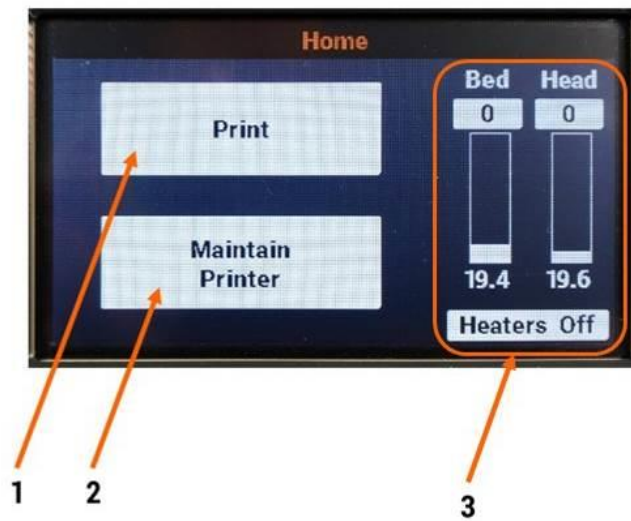 Home
Print
Maintain
Printer
Bed Head
0 0
19.4 19.6
Heaters Off
1 2 3